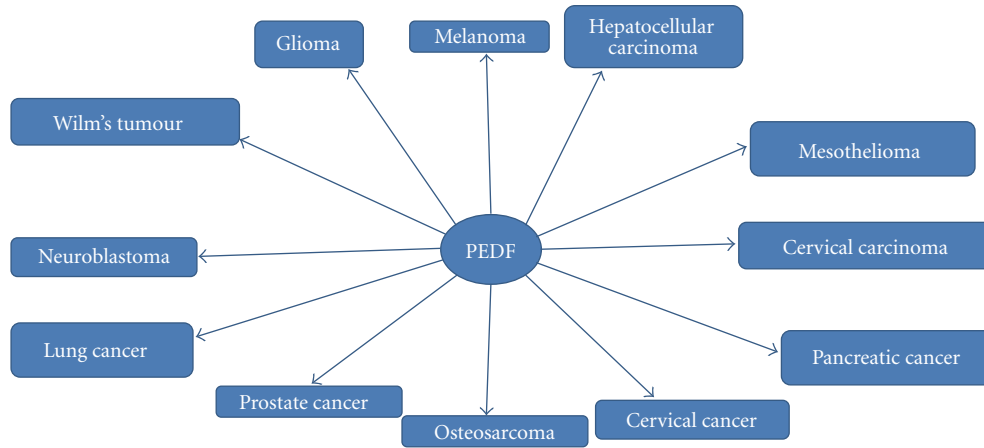 Glioma
Melanoma
Hepatocellular
carcinoma
Wilm's tumour
Mesothelioma
PEDF
Neuroblastoma
Cervical carcinoma
Lung cancer
Pancreatic cancer
Prostate cancer
Osteosarcoma
Cervical cancer